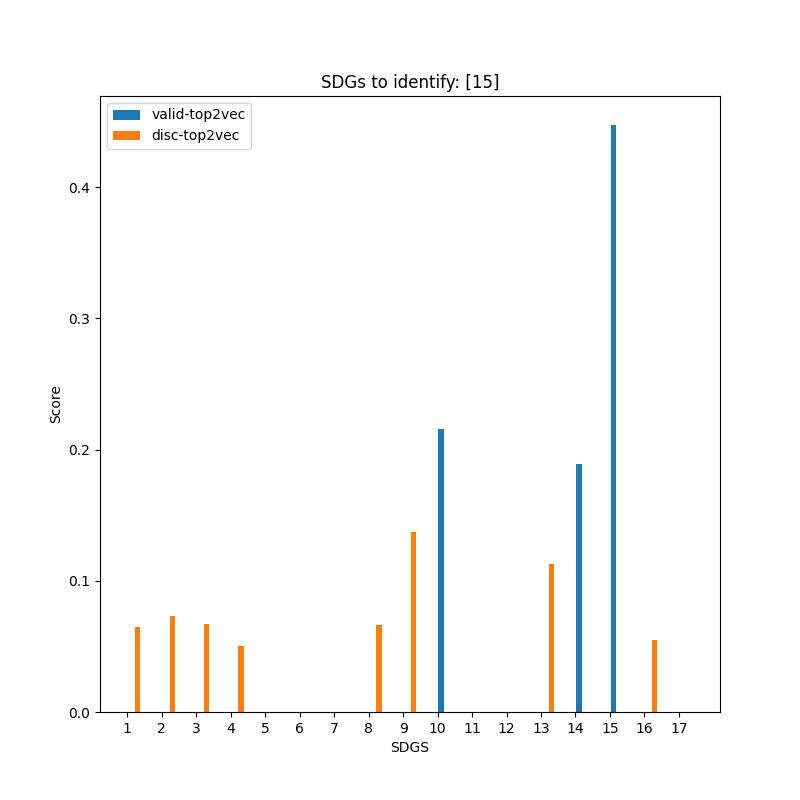 SDGs to identify: [15]
valid-top2vec
disc-top2vec
0.4
0.3
0.2
0.1
0.0
Score
1 2 3 4 5 6 7 8 9 10 11 12 13 14 15 16 17
SDGS